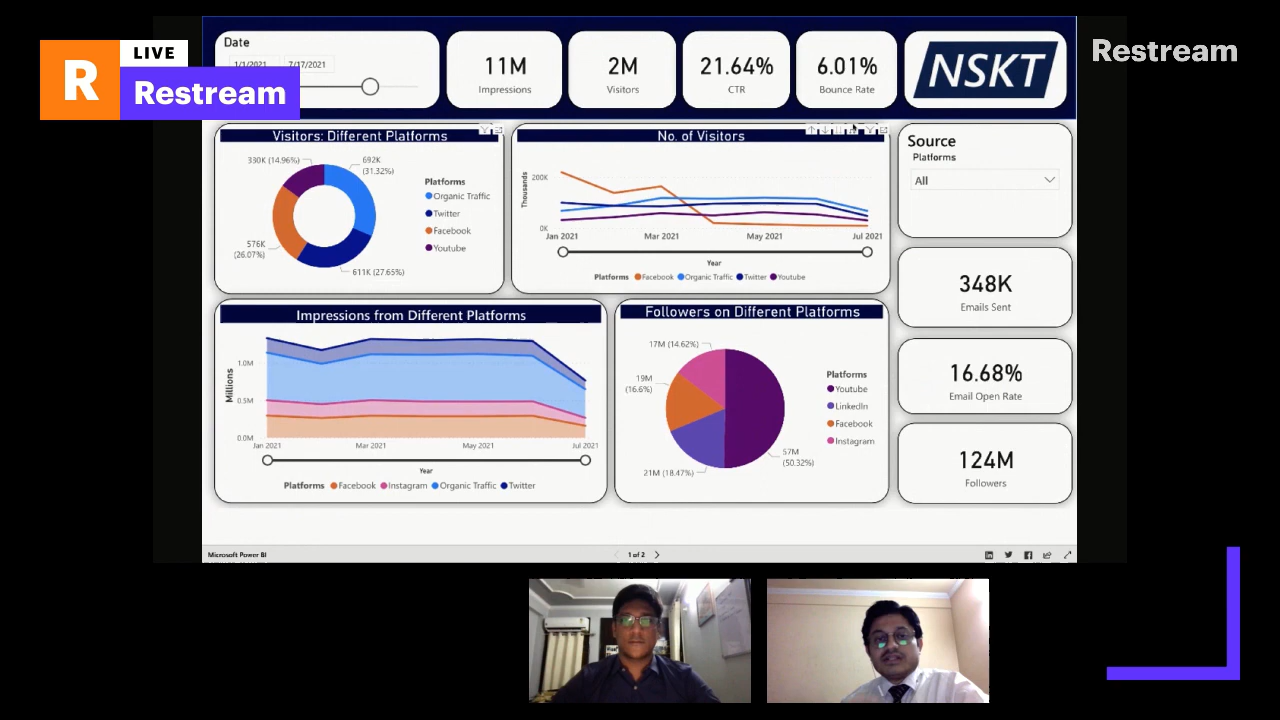 R
LIVE
Restream
Restream
Date
1/1/2021
7/17/2021
11M
Impressions
2M
Visitors
21.64%
CTR
6.01%
Bounce Rate
NSKT
Visitors: Different Platforms
330K (14.96%)
692K
(31.32%)
576K
(26.07%)
611K (27.65%)
Platforms
Organic Traffic
Twitter
Facebook
Youtube
No. of Visitors
Thousands
200K
0K
Jan 2021
Mar 2021
May 2021
Jul 2021
Year
Platforms Facebook Organic Traffic Twitter Youtube
Source
Platforms
All
348K
Emails Sent
16.68%
Email Open Rate
124M
Followers
Impressions from Different Platforms
Millions
1.0M
0.5M
0.0M
Jan 2021
Mar 2021
May 2021
Jul 2021
Year
Platforms Facebook Instagram Organic Traffic Twitter
Followers on Different Platforms
17M (14.62%)
19M
(16.6%)
21M (18.47%)
57M
(50.32%)
Platforms
Youtube
LinkedIn
Facebook
Instagram
Microsoft Power BI
1 of 2